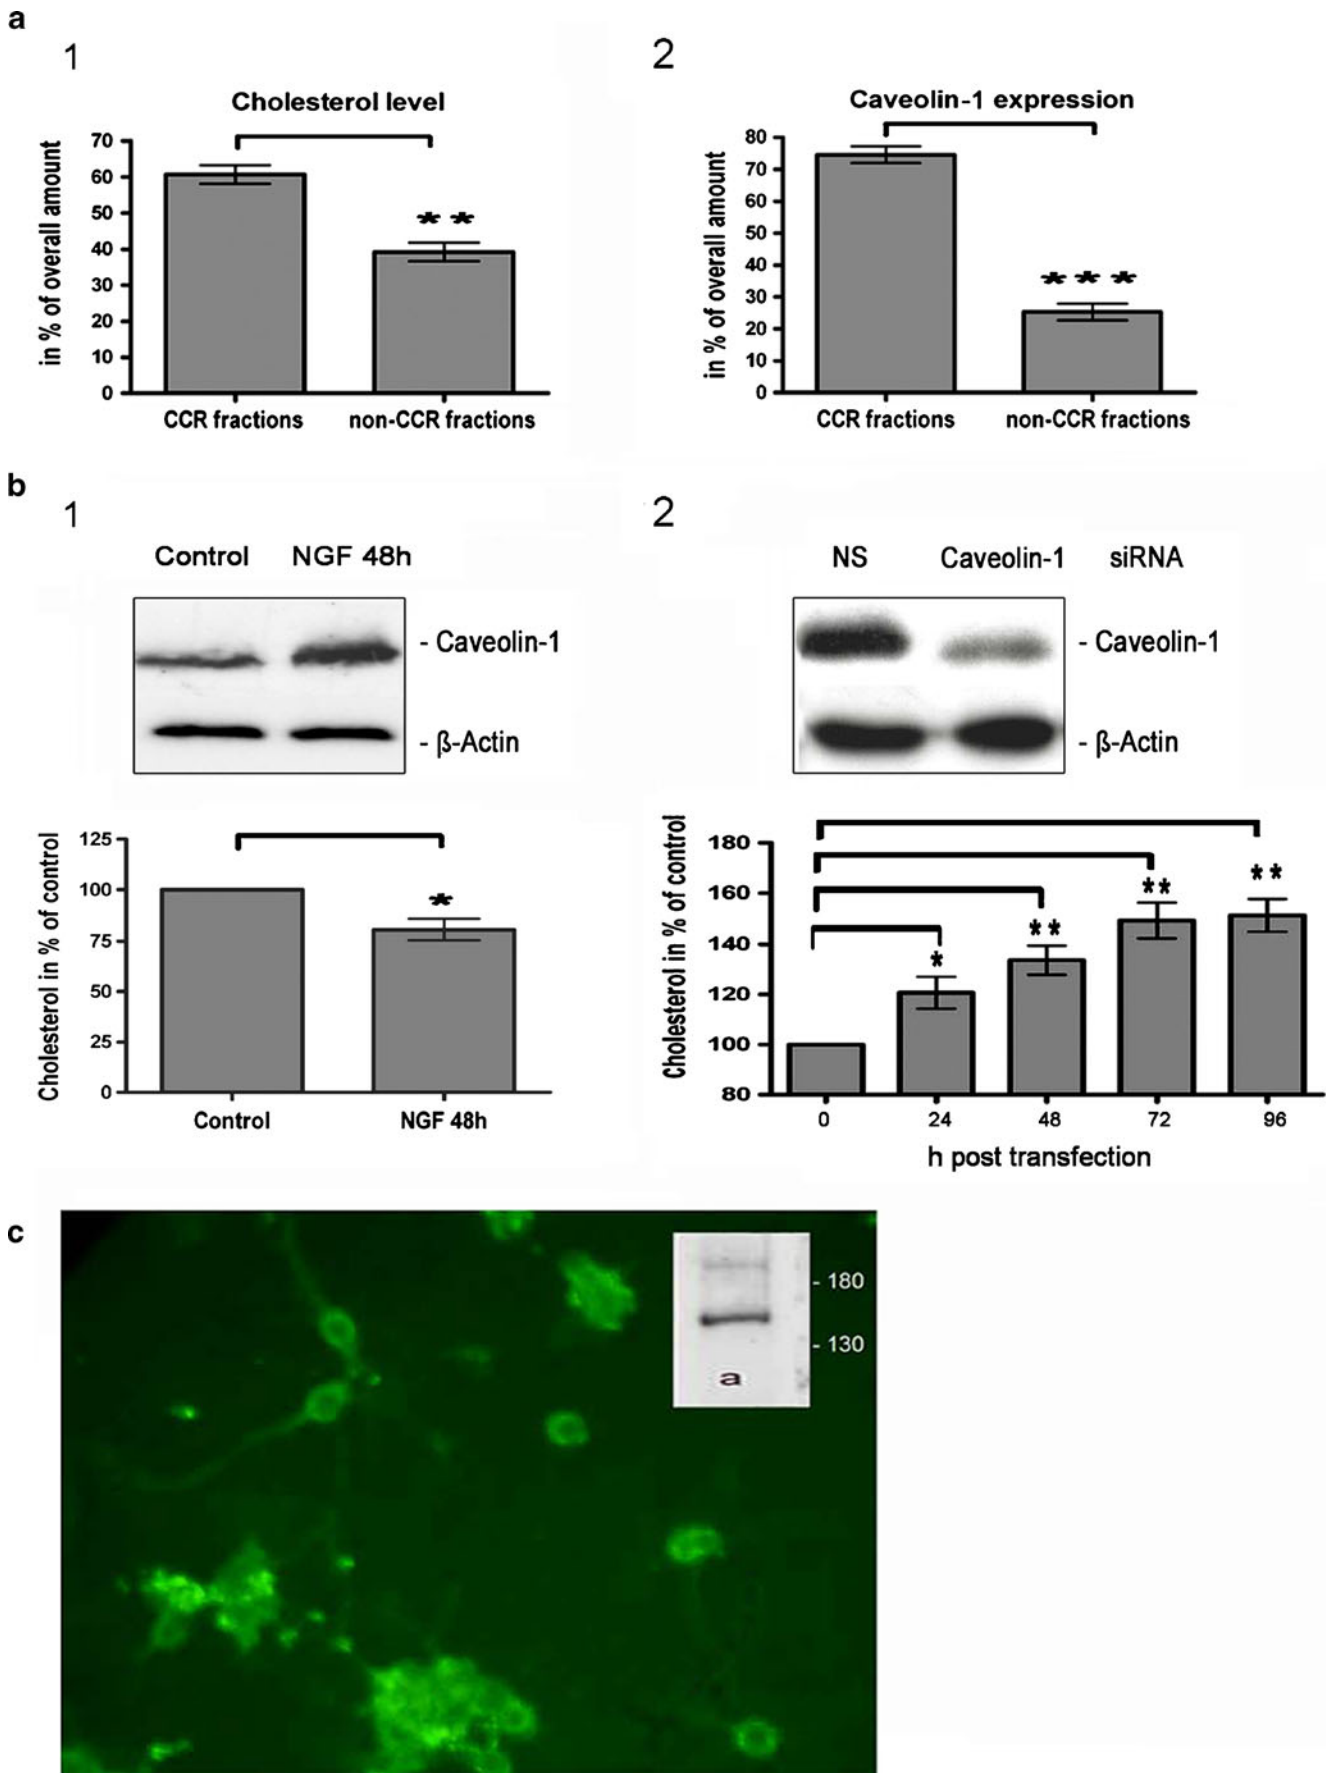 a
1
2
Cholesterol level
Caveolin-1 expression
in % of overall amount
70
60
50
40
30
20
10
0
* *
CCR fractions
non-CCR fractions
in % of overall amount
80
70
60
50
40
30
20
10
0
* * *
CCR fractions
non-CCR fractions
b
1
2
Control NGF 48h
- Caveolin-1
- ß-Actin
NS Caveolin-1 siRNA
- Caveolin-1
- ß-Actin
Cholesterol in % of control
125
100
75
50
25
0
*
Control
NGF 48h
Cholesterol in % of control
180
160
140
120
100
80
*
**
**
**
0 24 48 72 96
h post transfection
c
- 180
- 130
a